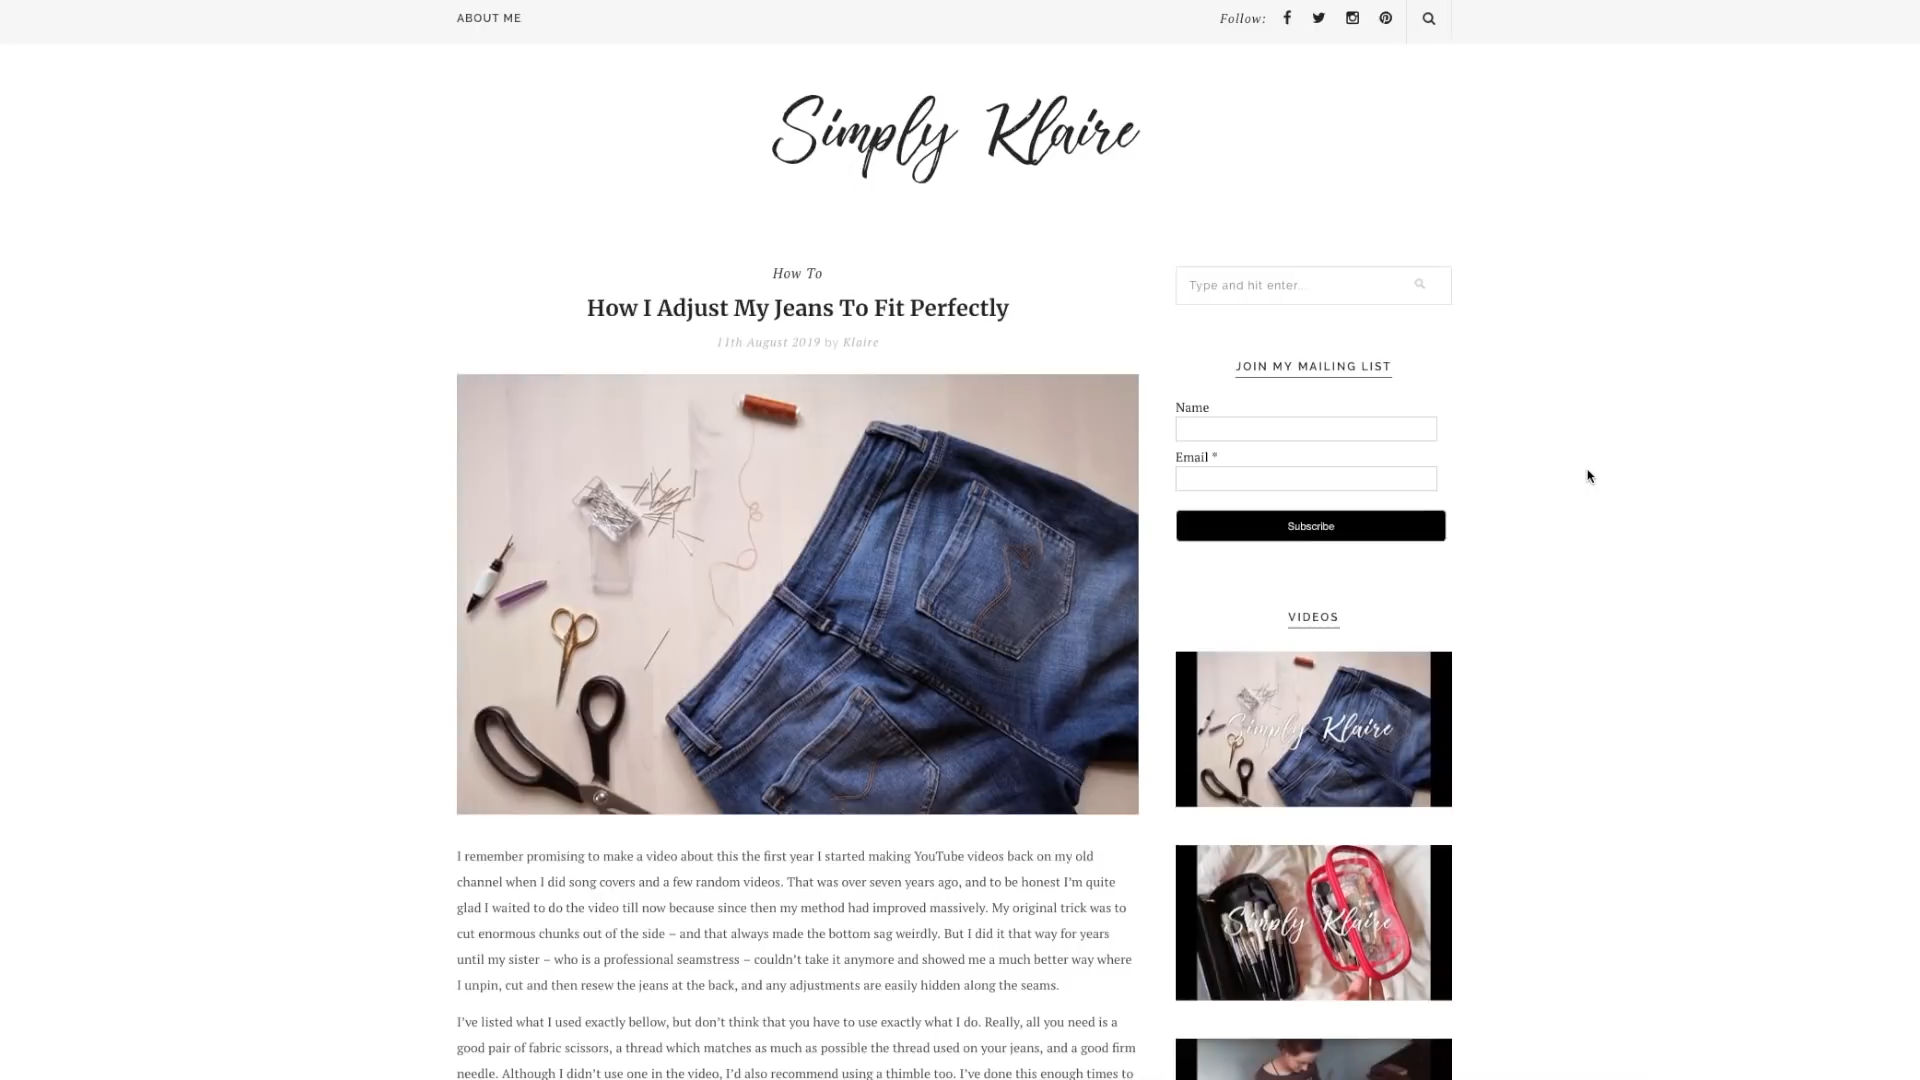 ABOUT ME
Follow:
Simply Klaire
How To
How I Adjust My Jeans To Fit Perfectly
11th August 2019 by Klaire
I remember promising to make a video about this the first year I started making YouTube videos back on my old
channel when I did song covers and a few random videos. That was over seven years ago, and to be honest I'm quite
glad I waited to do the video till now because since then my method had improved massively. My original trick was to
cut enormous chunks out of the side – and that always made the bottom sag weirdly. But I did it that way for years
until my sister – who is a professional seamstress – couldn't take it anymore and showed me a much better way where
I unpin, cut and then resew the jeans at the back, and any adjustments are easily hidden along the seams.
I've listed what I used exactly bellow, but don't think that you have to use exactly what I do. Really, all you need is a
good pair of fabric scissors, a thread which matches as much as possible the thread used on your jeans, and a good firm
needle. Although I didn't use one in the video, I'd also recommend using a thimble too. I've done this enough times to
Type and hit enter...
JOIN MY MAILING LIST
Name
Email *
Subscribe
VIDEOS
Simply Klaire
Simply Klaire